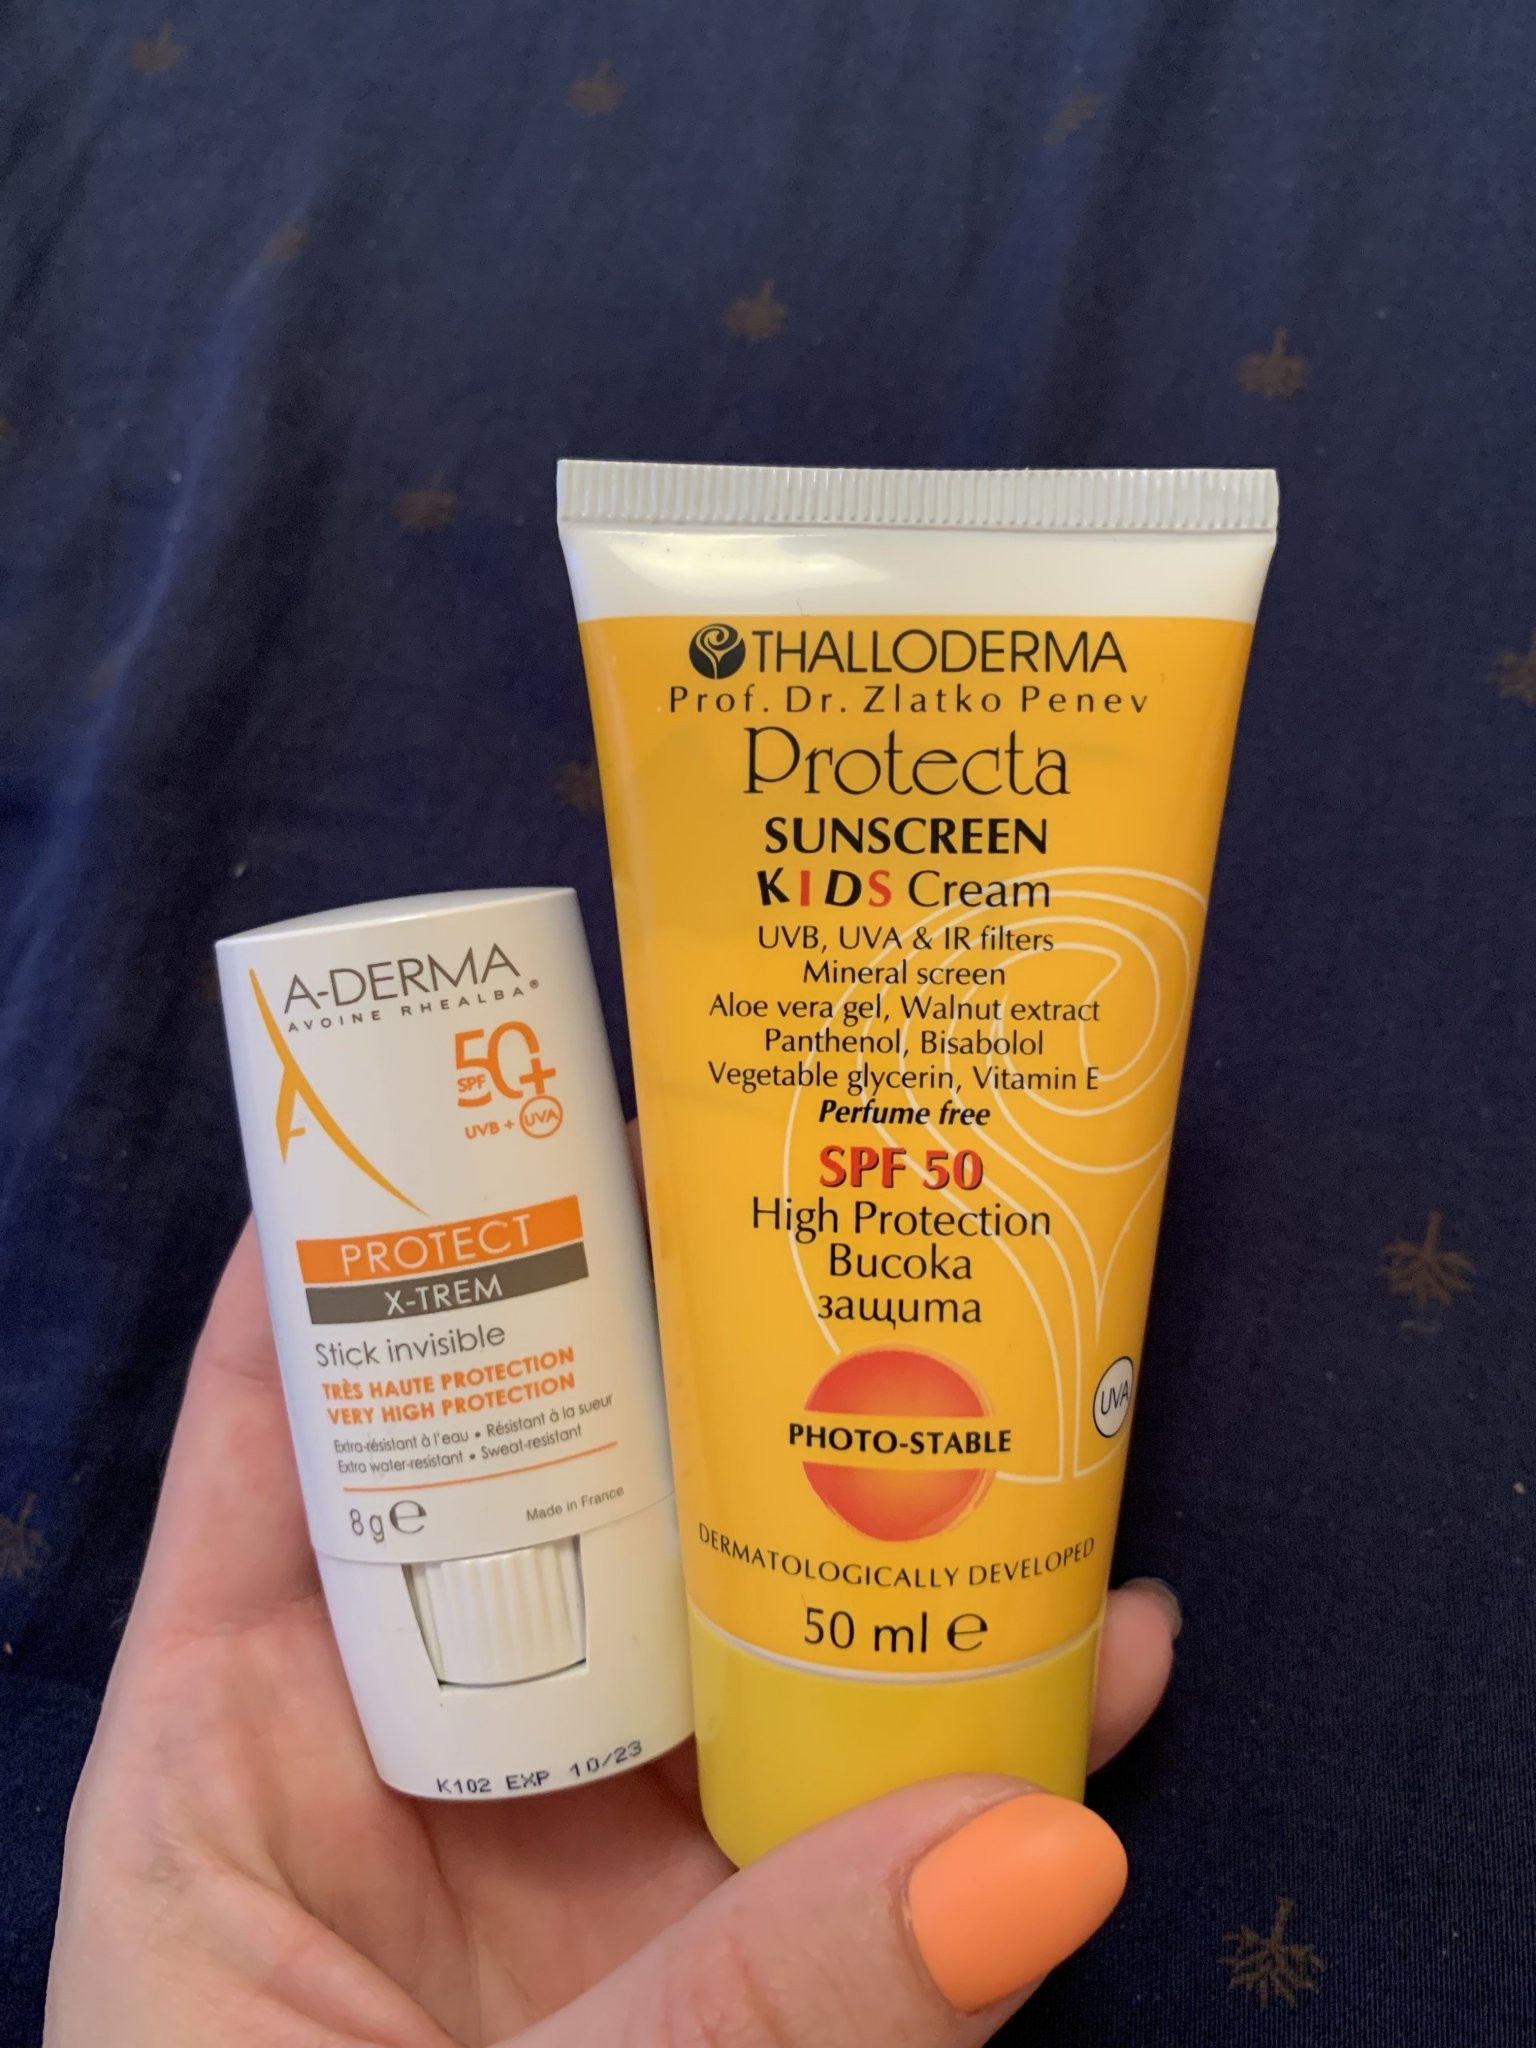 A-DERMA
AVOINE RHEALBA®
SPF 50+
UVB + UVA
PROTECT
X-TREM
Stick invisible
TRÈS HAUTE PROTECTION
VERY HIGH PROTECTION
Extra-résistant à l'eau • Résistant à la sueur
Extra water-resistant • Sweat-resistant
8 g ℮
Made in France
K102 EXP 10/23
THALLODERMA
Prof. Dr. Zlatko Penev
Protecta
SUNSCREEN
KIDS Cream
UVB, UVA & IR filters
Mineral screen
Aloe vera gel, Walnut extract
Panthenol, Bisabolol
Vegetable glycerin, Vitamin E
Perfume free
SPF 50
High Protection
Висока
защита
UVA
PHOTO-STABLE
DERMATOLOGICALLY DEVELOPED
50 ml ℮